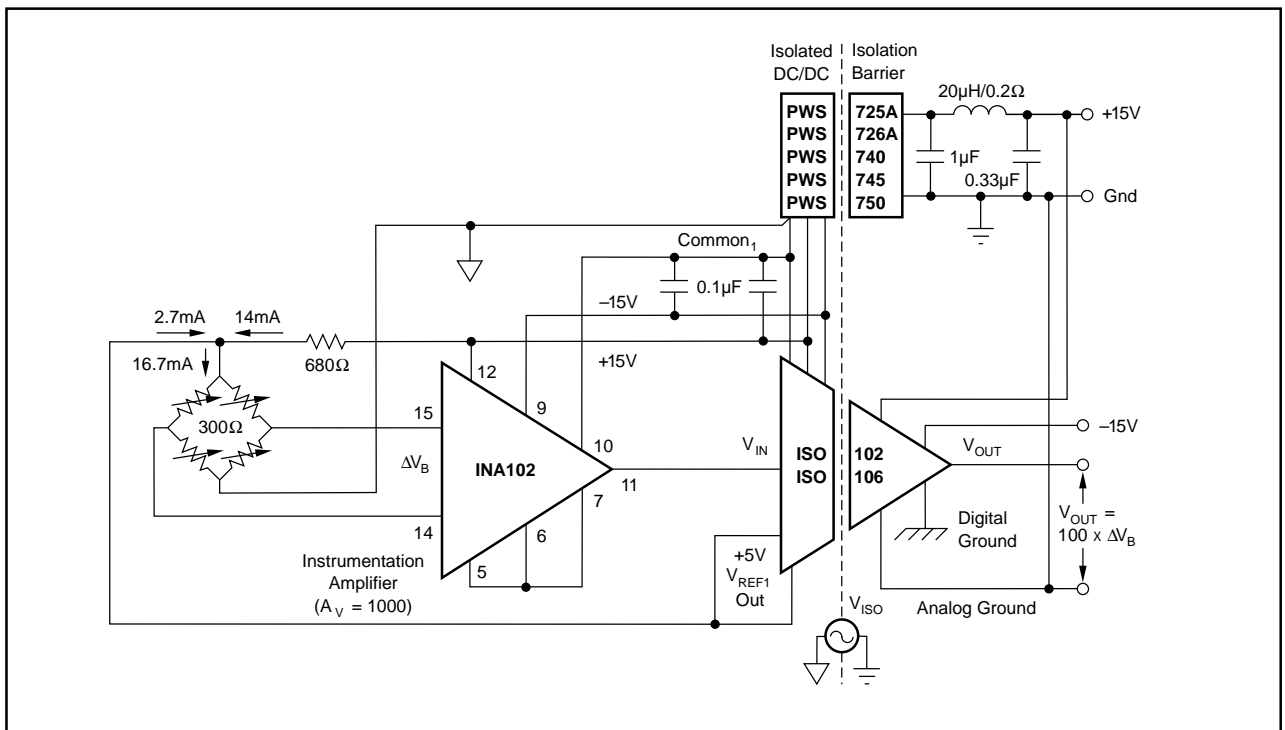 Isolated
DC/DC
Isolation
Barrier
PWS
PWS
PWS
PWS
PWS
725A
726A
740
745
750
20µH/0.2Ω
+15V
1µF
0.33µF
Gnd
Common1
0.1µF
–15V
+15V
2.7mA
14mA
16.7mA
680Ω
300Ω
12
15
9
10
ΔVB
INA102
11
7
14
6
5
Instrumentation
Amplifier
(AV = 1000)
VIN
ISO
ISO
102
106
+5V
VREF1
Out
VISO
–15V
VOUT
Digital
Ground
VOUT =
100 x ΔVB
Analog Ground